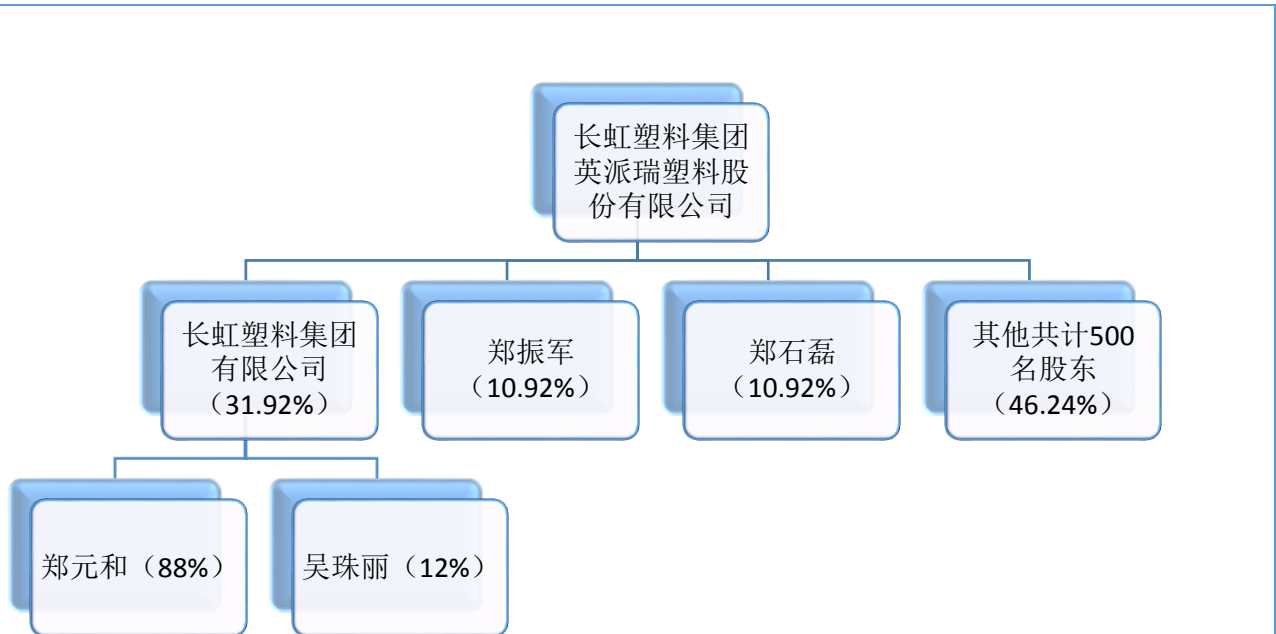 长虹塑料集团
英派瑞塑料股
份有限公司
长虹塑料集团
有限公司
（31.92%）
郑振军
（10.92%）
郑石磊
（10.92%）
其他共计500
名股东
（46.24%）
郑元和（88%）
吴珠丽（12%）